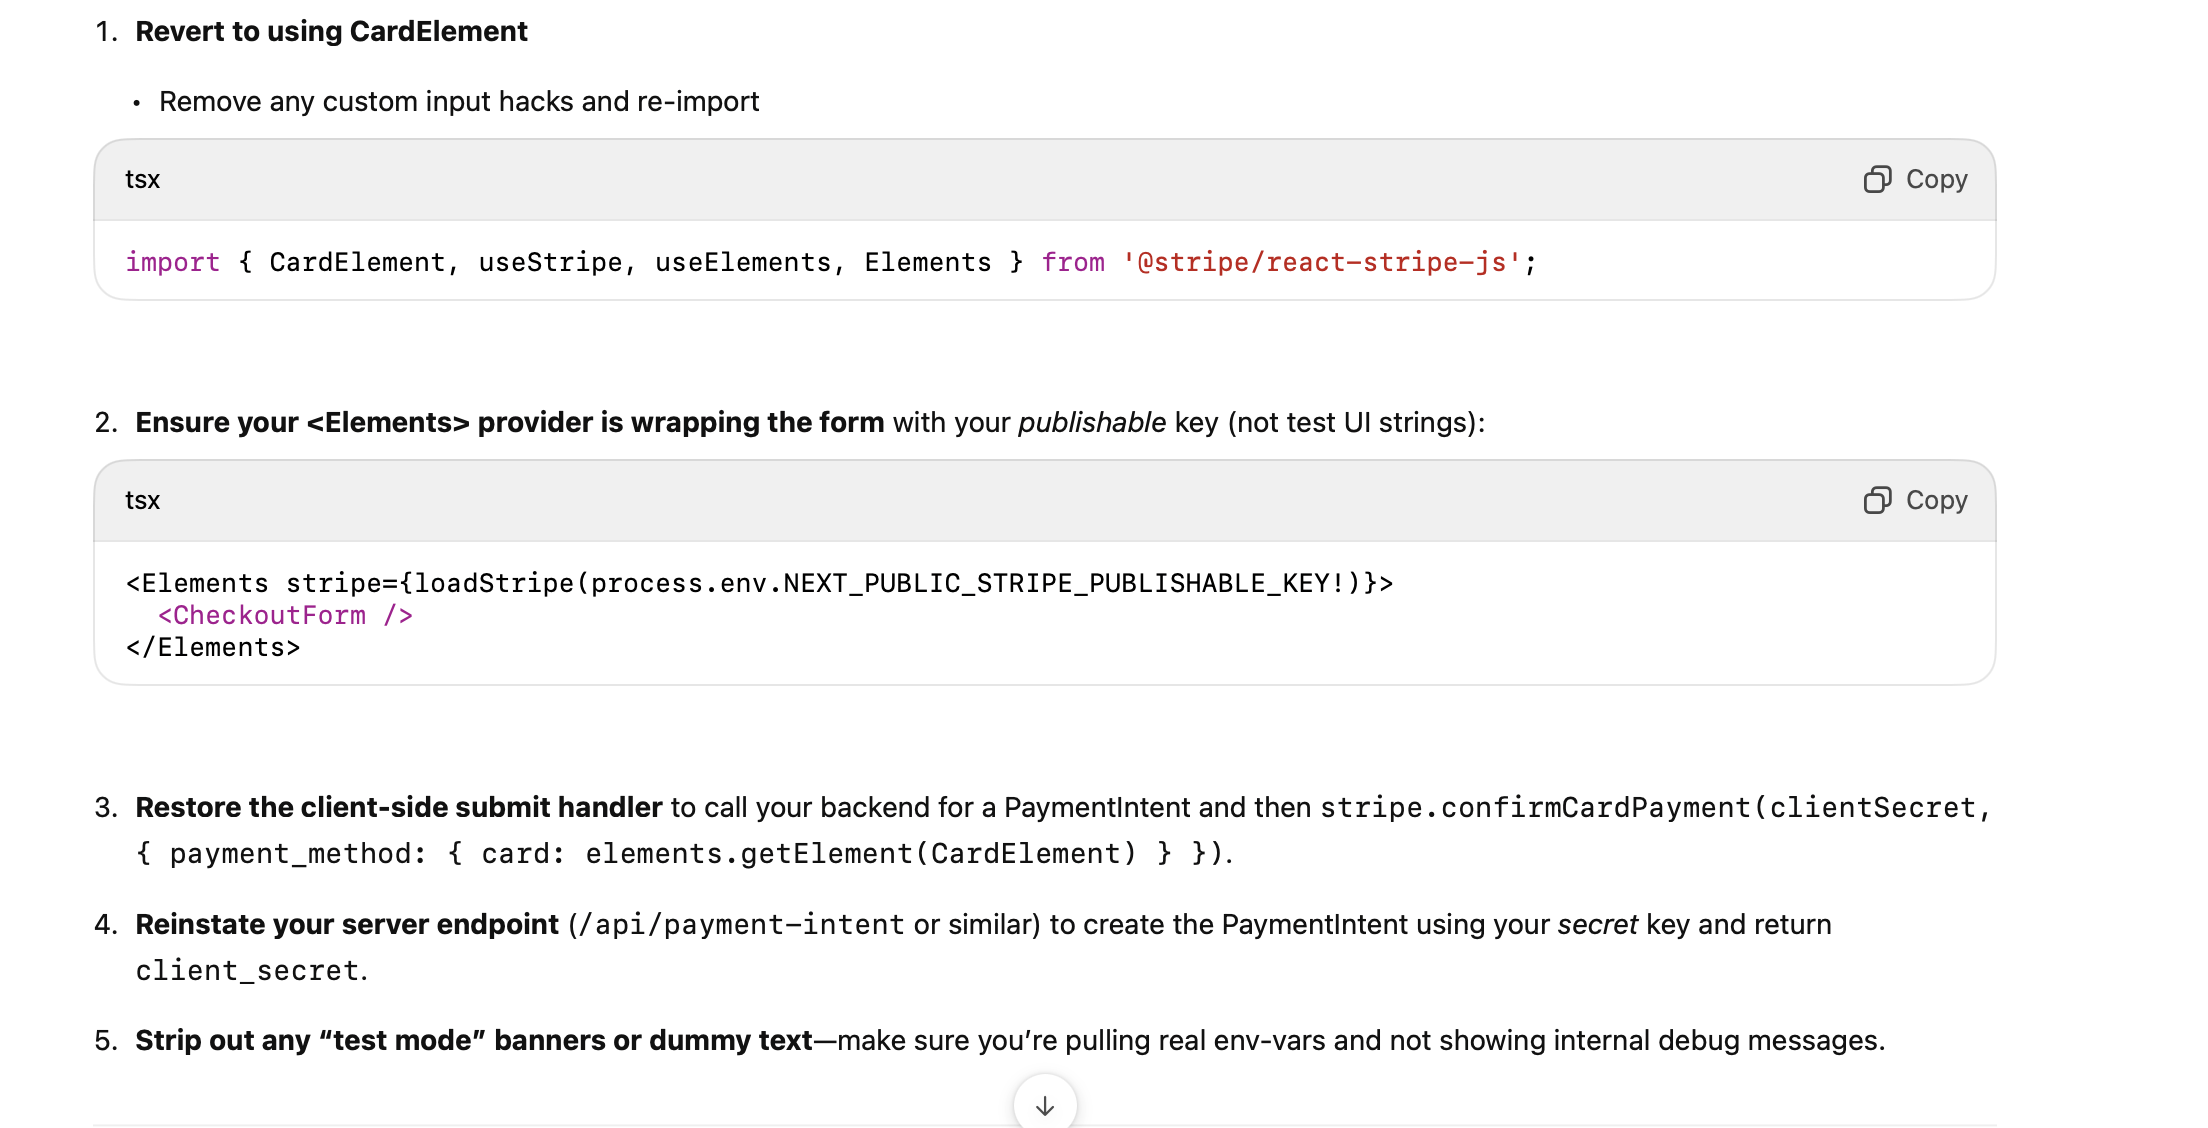 1. Revert to using CardElement
• Remove any custom input hacks and re-import
tsx
Copy
import { CardElement, useStripe, useElements, Elements } from '@stripe/react-stripe-js';
2. Ensure your <Elements> provider is wrapping the form with your publishable key (not test UI strings):
tsx
Copy
<Elements stripe={loadStripe(process.env.NEXT_PUBLIC_STRIPE_PUBLISHABLE_KEY!)}>
  <CheckoutForm />
</Elements>
3. Restore the client-side submit handler to call your backend for a PaymentIntent and then stripe.confirmCardPayment(clientSecret,
{ payment_method: { card: elements.getElement(CardElement) } }).
4. Reinstate your server endpoint (/api/payment-intent or similar) to create the PaymentIntent using your secret key and return
client_secret.
5. Strip out any “test mode” banners or dummy text—make sure you’re pulling real env-vars and not showing internal debug messages.